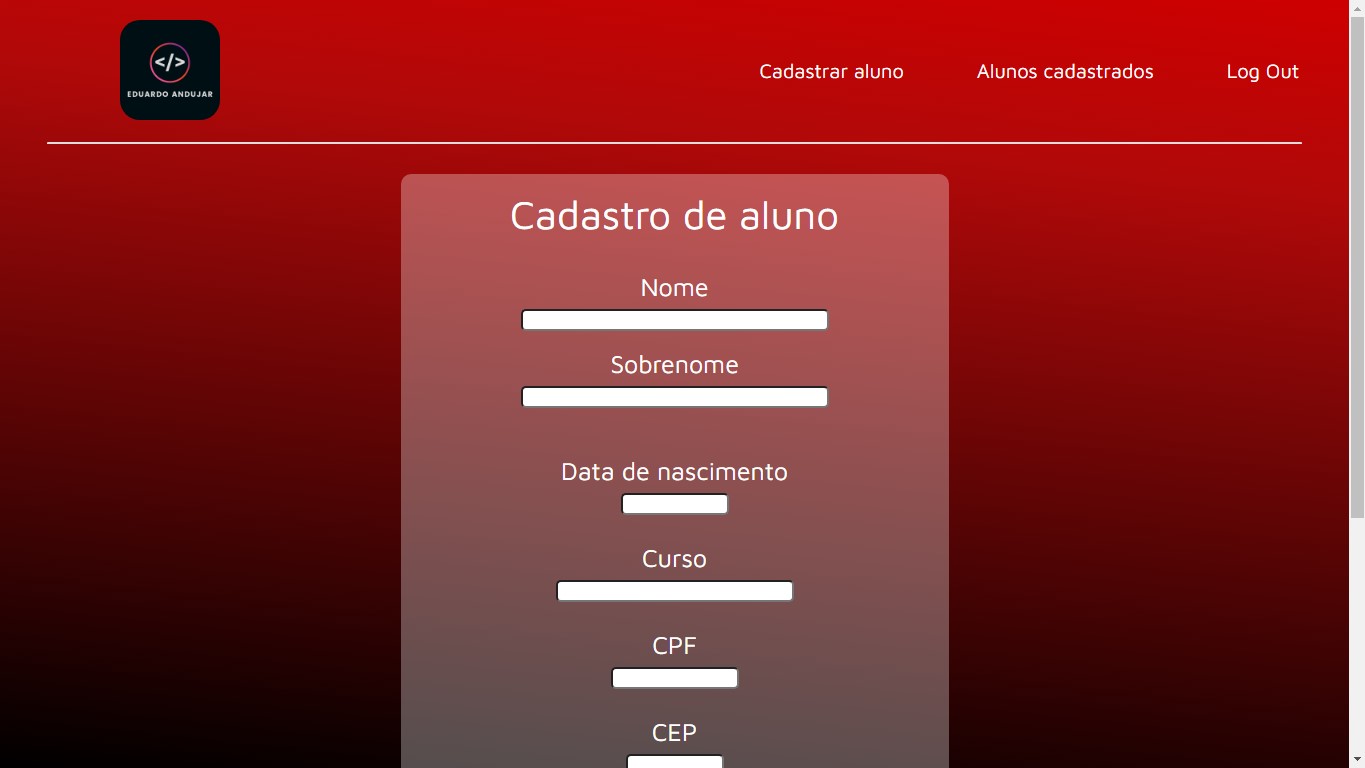 </>
EDUARDO ANDUJAR
Cadastrar aluno
Alunos cadastrados
Log Out
Cadastro de aluno
Nome
Sobrenome
Data de nascimento
Curso
CPF
CEP